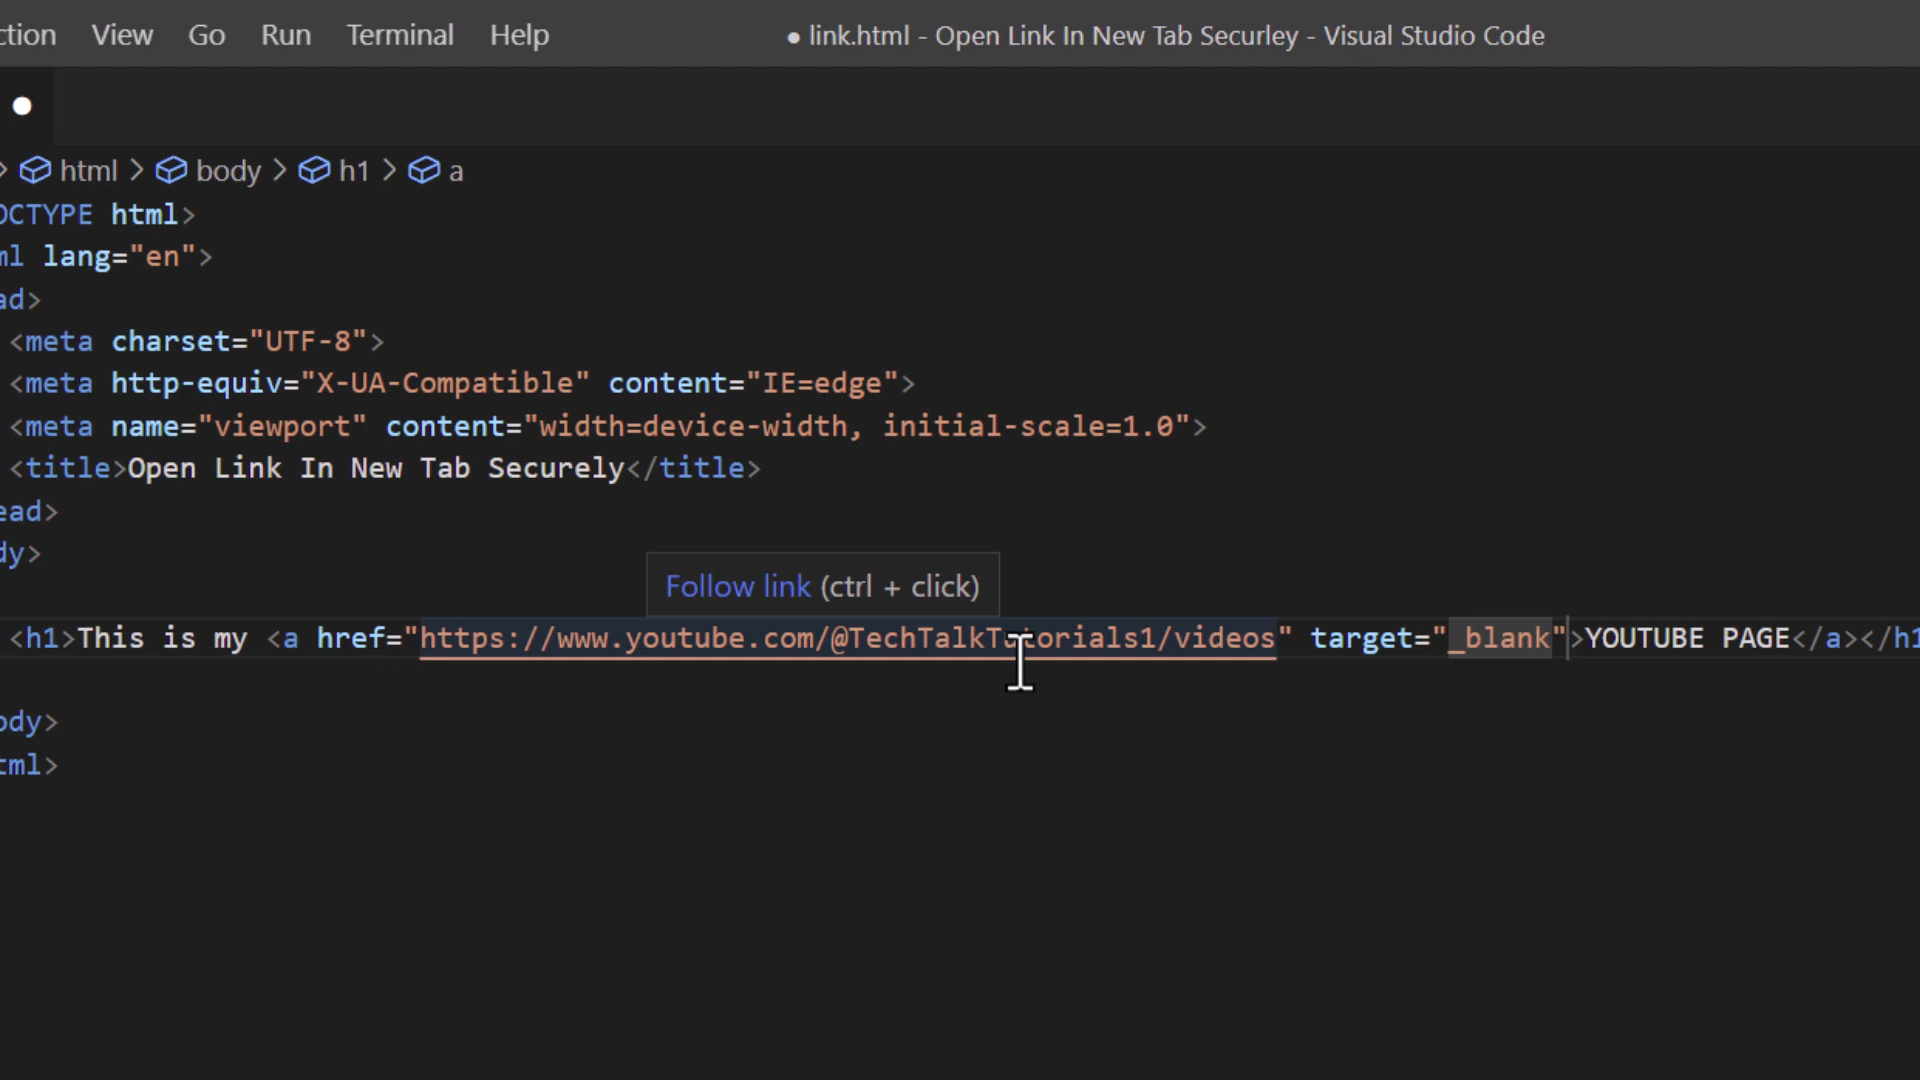 ction View Go Run Terminal Help ● link.html - Open Link In New Tab Securley - Visual Studio Code
> html > body > h1 > a
OCTYPE html>
ml lang="en">
ad>
<meta charset="UTF-8">
<meta http-equiv="X-UA-Compatible" content="IE=edge">
<meta name="viewport" content="width=device-width, initial-scale=1.0">
<title>Open Link In New Tab Securely</title>
ead>
dy>
Follow link (ctrl + click)
<h1>This is my <a href="https://www.youtube.com/@TechTalkTutorials1/videos" target="_blank">YOUTUBE PAGE</a></h1
ody>
tml>